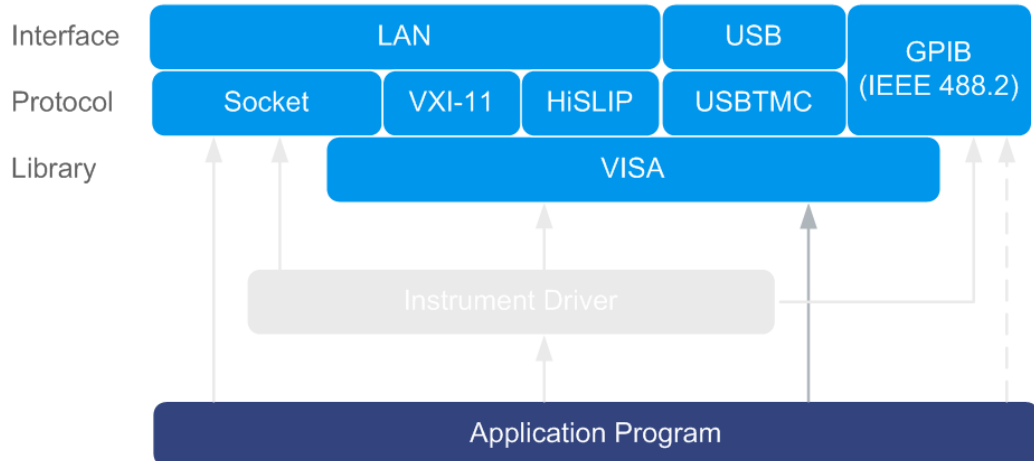 Interface
LAN
USB
GPIB
(IEEE 488.2)
Protocol
Socket
VXI-11
HiSLIP
USBTMC
Library
VISA
Instrument Driver
Application Program